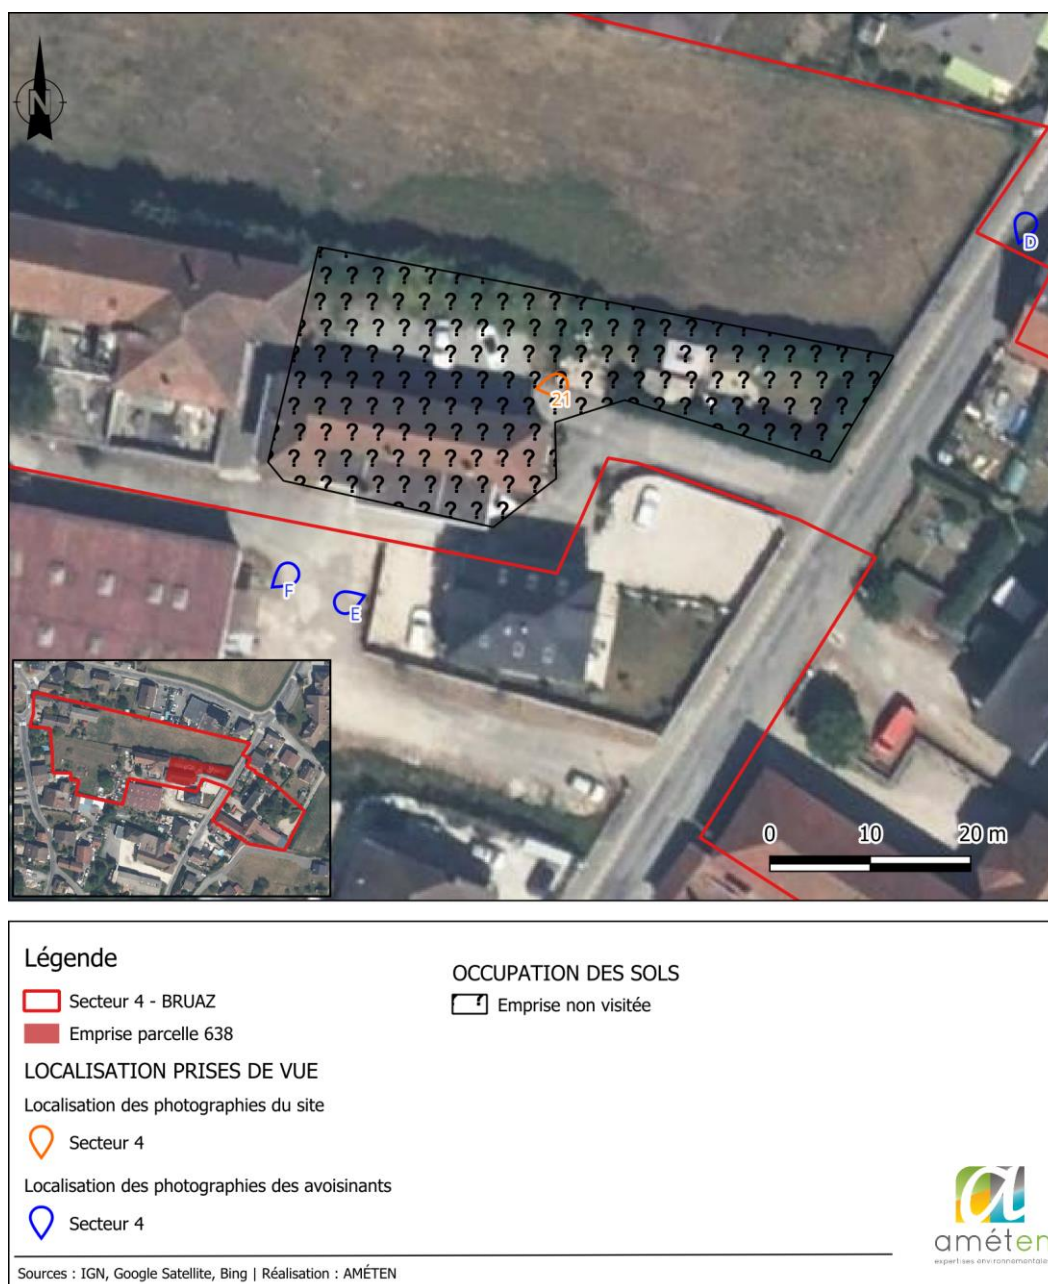 N
D
21
F
E
0 10 20 m
Légende
Secteur 4 - BRUAZ
Emprise parcelle 638
LOCALISATION PRISES DE VUE
Localisation des photographies du site
Secteur 4
Localisation des photographies des avoisinants
Secteur 4
OCCUPATION DES SOLS
? Emprise non visitée
améten
expertises environnementales
Sources : IGN, Google Satellite, Bing | Réalisation : AMÉTEN